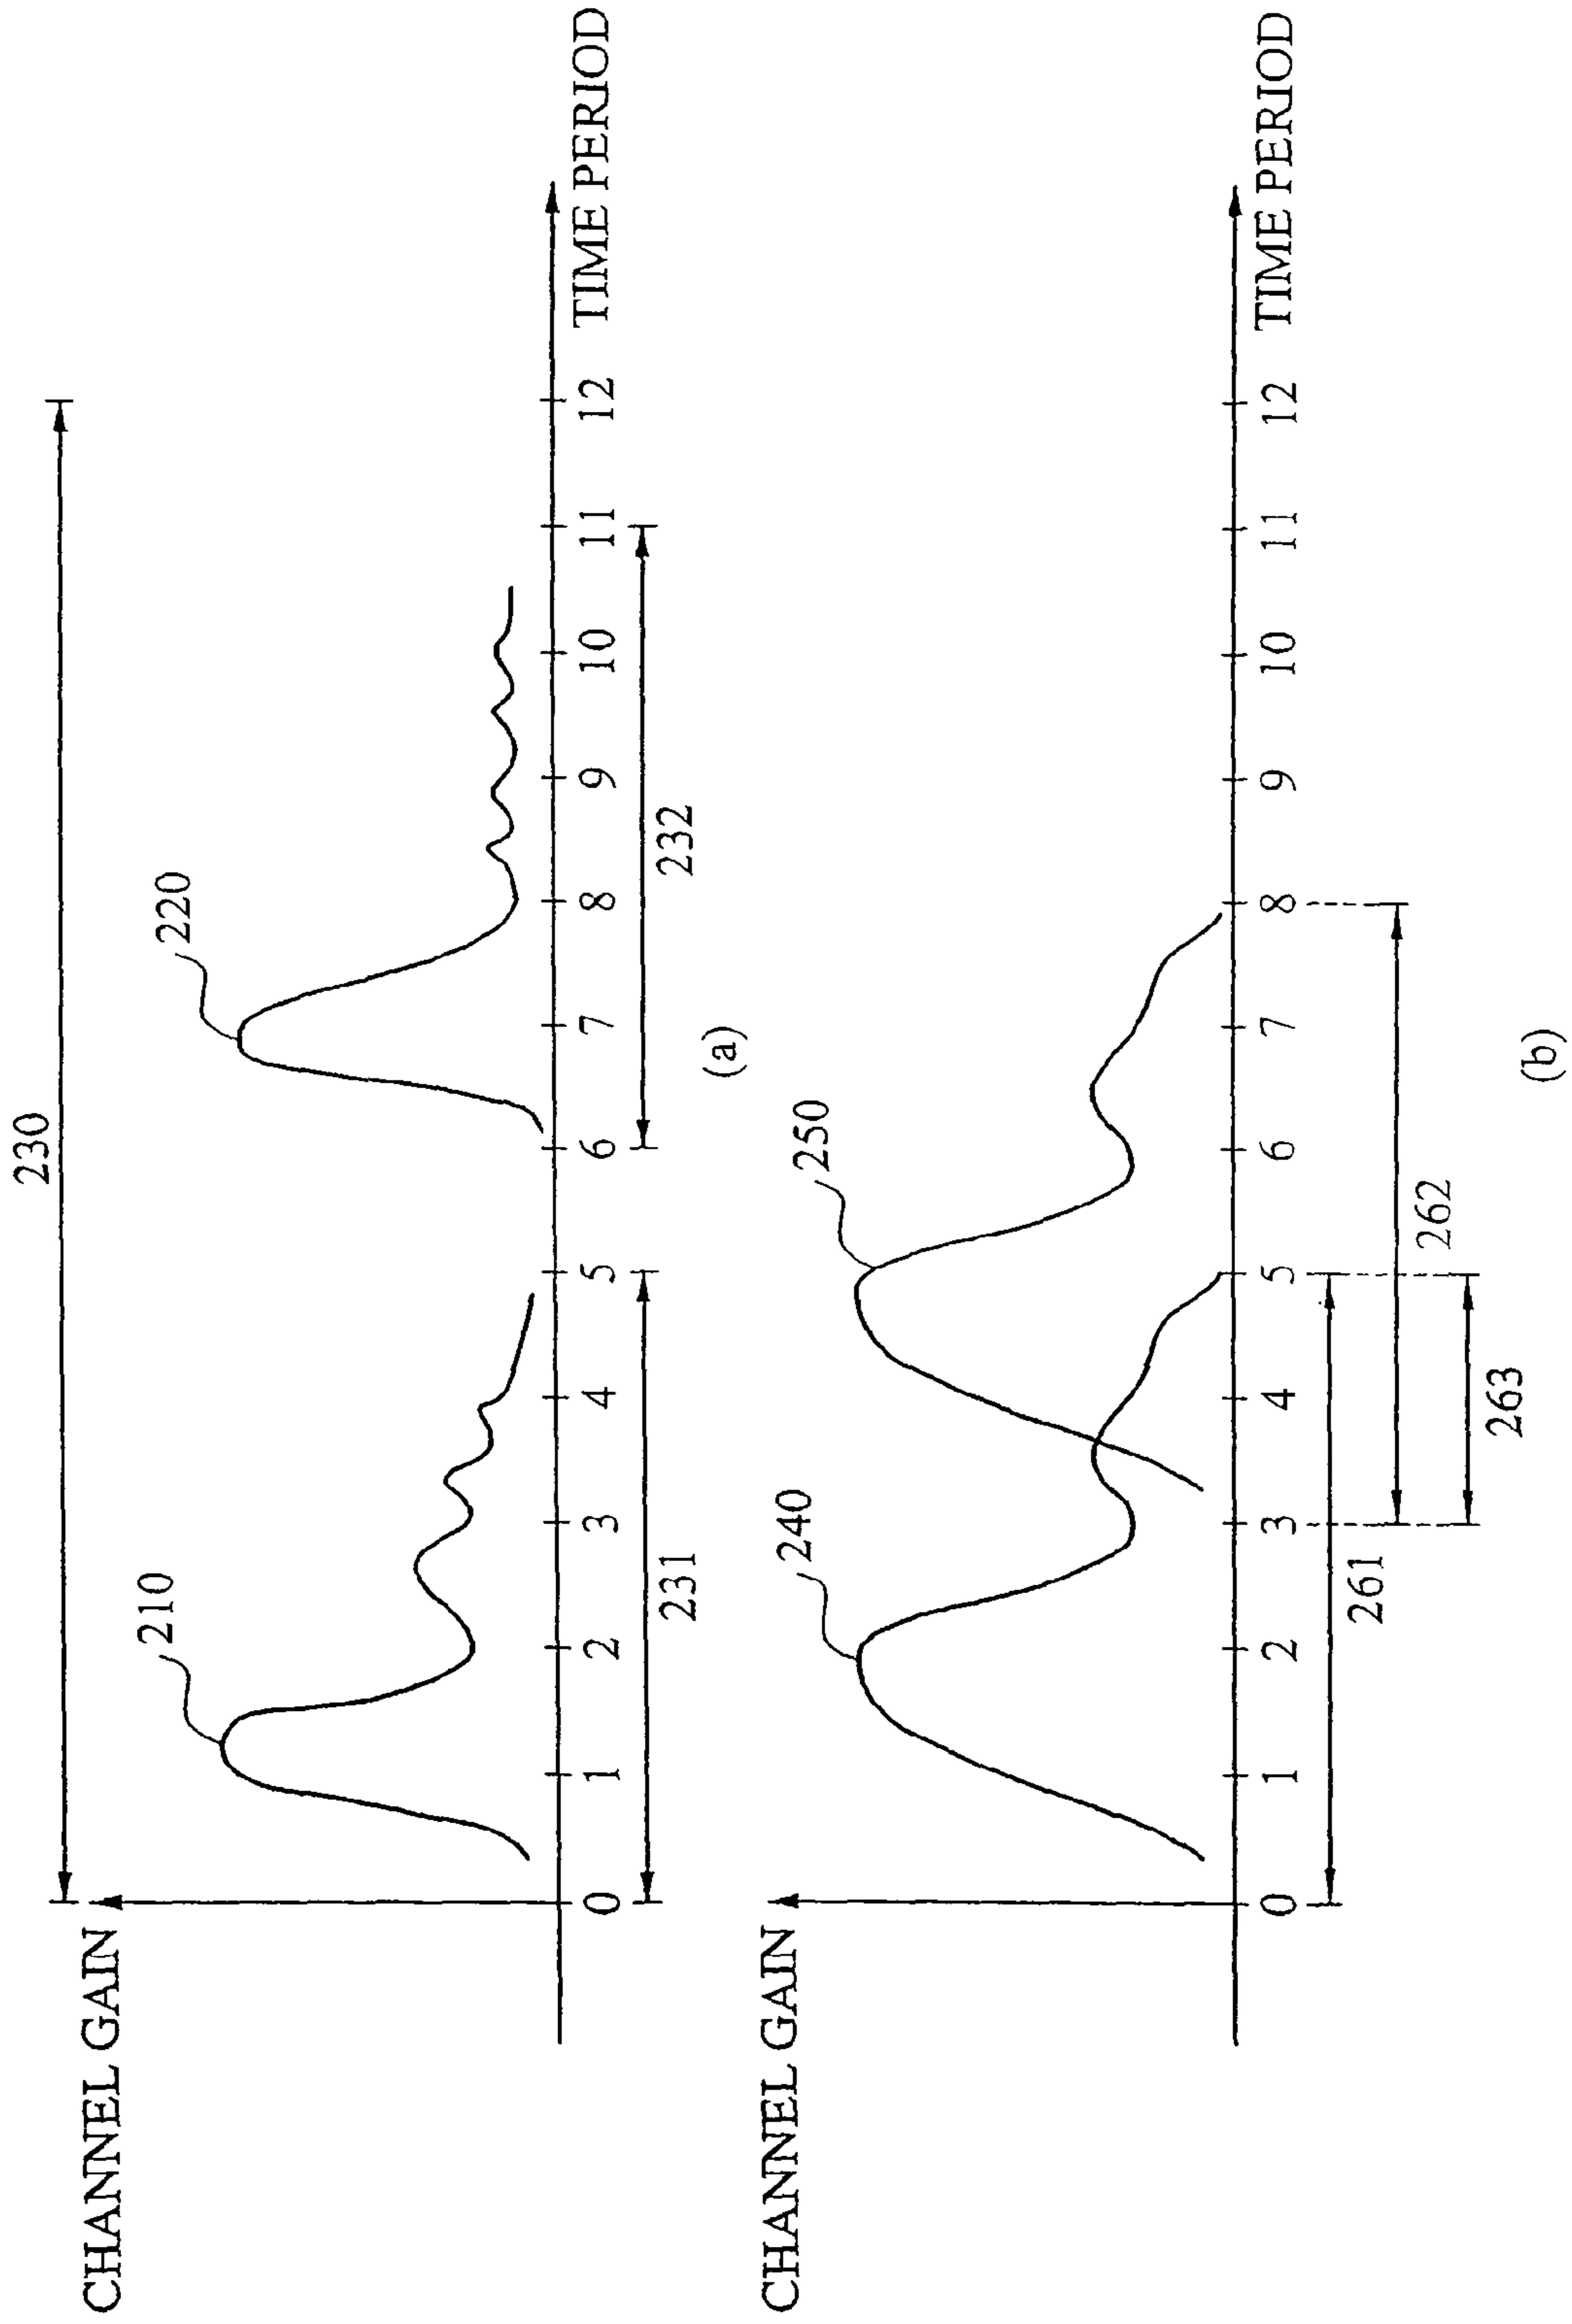 230
CHANNEL GAIN
210
220
0 1 2 3 4 5 6 7 8 9 10 11 12
TIME PERIOD
231
232
(a)
CHANNEL GAIN
240
250
0 1 2 3 4 5 6 7 8 9 10 11 12
TIME PERIOD
261
262
263
(b)